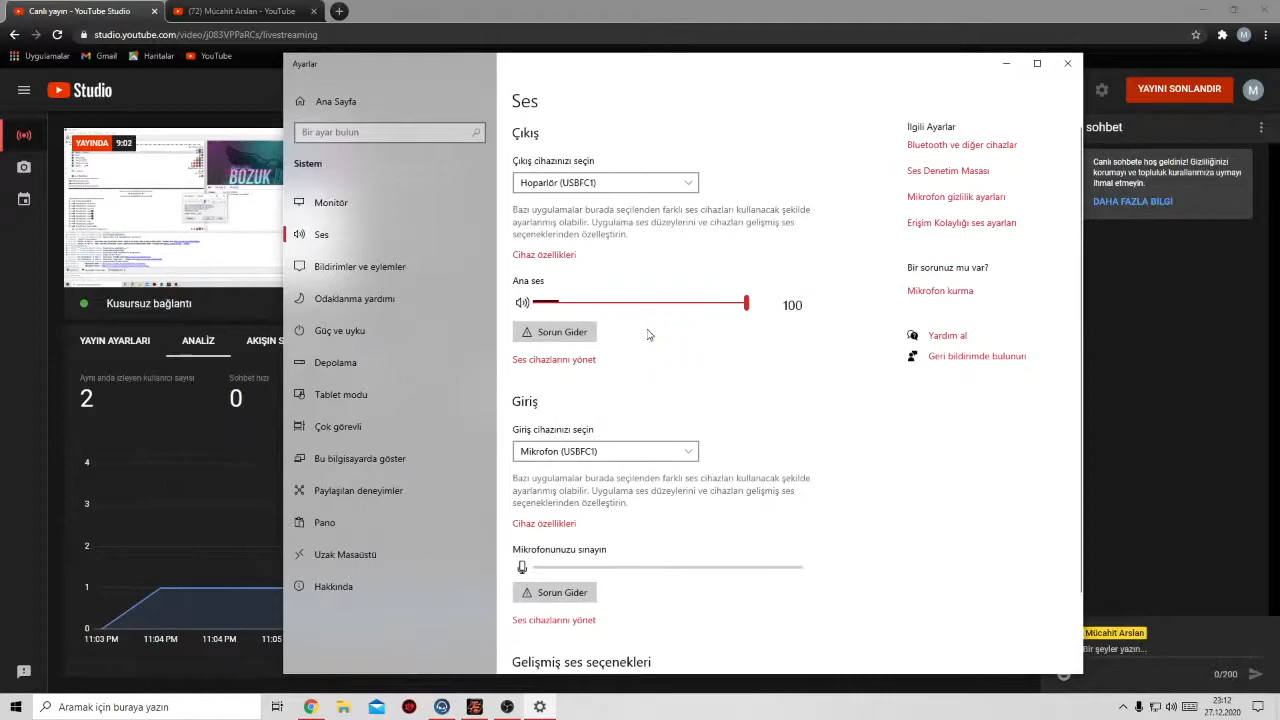 Canlı yayın - YouTube Studio
(2) Mücahit Arslan - YouTube
studio.youtube.com/video/j083VPPaRCs/livestreaming
M
Uygulamalar
Gmail
Haritalar
YouTube
Studio
YAYINI SONLANDIR
M
YAYINDA
9:02
BOZUK
Kusursuz bağlantı
YAYIN AYARLARI
ANALİZ
AKIŞIN S
Aynı anda izleyen kullanıcı sayısı
Sohbet hızı
2
0
4
3
2
1
0
11:03 PM
11:04 PM
11:04 PM
11:05
Ayarlar
Ana Sayfa
Bir ayar bulun
Sistem
Monitör
Ses
Bildirimler ve eylemler
Odaklanma yardımı
Güç ve uyku
Depolama
Tablet modu
Çok görevli
Bu bilgisayarda göster
Paylaşılan deneyimler
Pano
Uzak Masaüstü
Hakkında
Ses
Çıkış
Çıkış cihazınızı seçin
Hoparlör (USBFC1)
Bazı uygulamalar burada seçilenden farklı ses cihazları kullanacak şekilde
ayarlanmış olabilir. Uygulama ses düzeylerini ve cihazları gelişmiş ses
seçeneklerinden özelleştirin.
Cihaz özellikleri
Ana ses
100
Sorun Gider
Ses cihazlarını yönet
Giriş
Giriş cihazınızı seçin
Mikrofon (USBFC1)
Bazı uygulamalar burada seçilenden farklı ses cihazları kullanacak şekilde
ayarlanmış olabilir. Uygulama ses düzeylerini ve cihazları gelişmiş ses
seçeneklerinden özelleştirin.
Cihaz özellikleri
Mikrofonunuzu sınayın
Sorun Gider
Ses cihazlarını yönet
Gelişmiş ses seçenekleri
İlgili Ayarlar
Bluetooth ve diğer cihazlar
Ses Denetim Masası
Mikrofon gizlilik ayarları
Erişim Kolaylığı ses ayarları
Bir sorunuz mu var?
Mikrofon kurma
Yardım al
Geri bildirimde bulunun
sohbet
Canlı sohbete hoş geldiniz! Gizliliğinizi
korumayı ve topluluk kurallarımıza uymayı
ihmal etmeyin.
DAHA FAZLA BİLGİ
Mücahit Arslan
Bir şeyler yazın...
0/200
Aramak için buraya yazın
23:12
27.12.2020